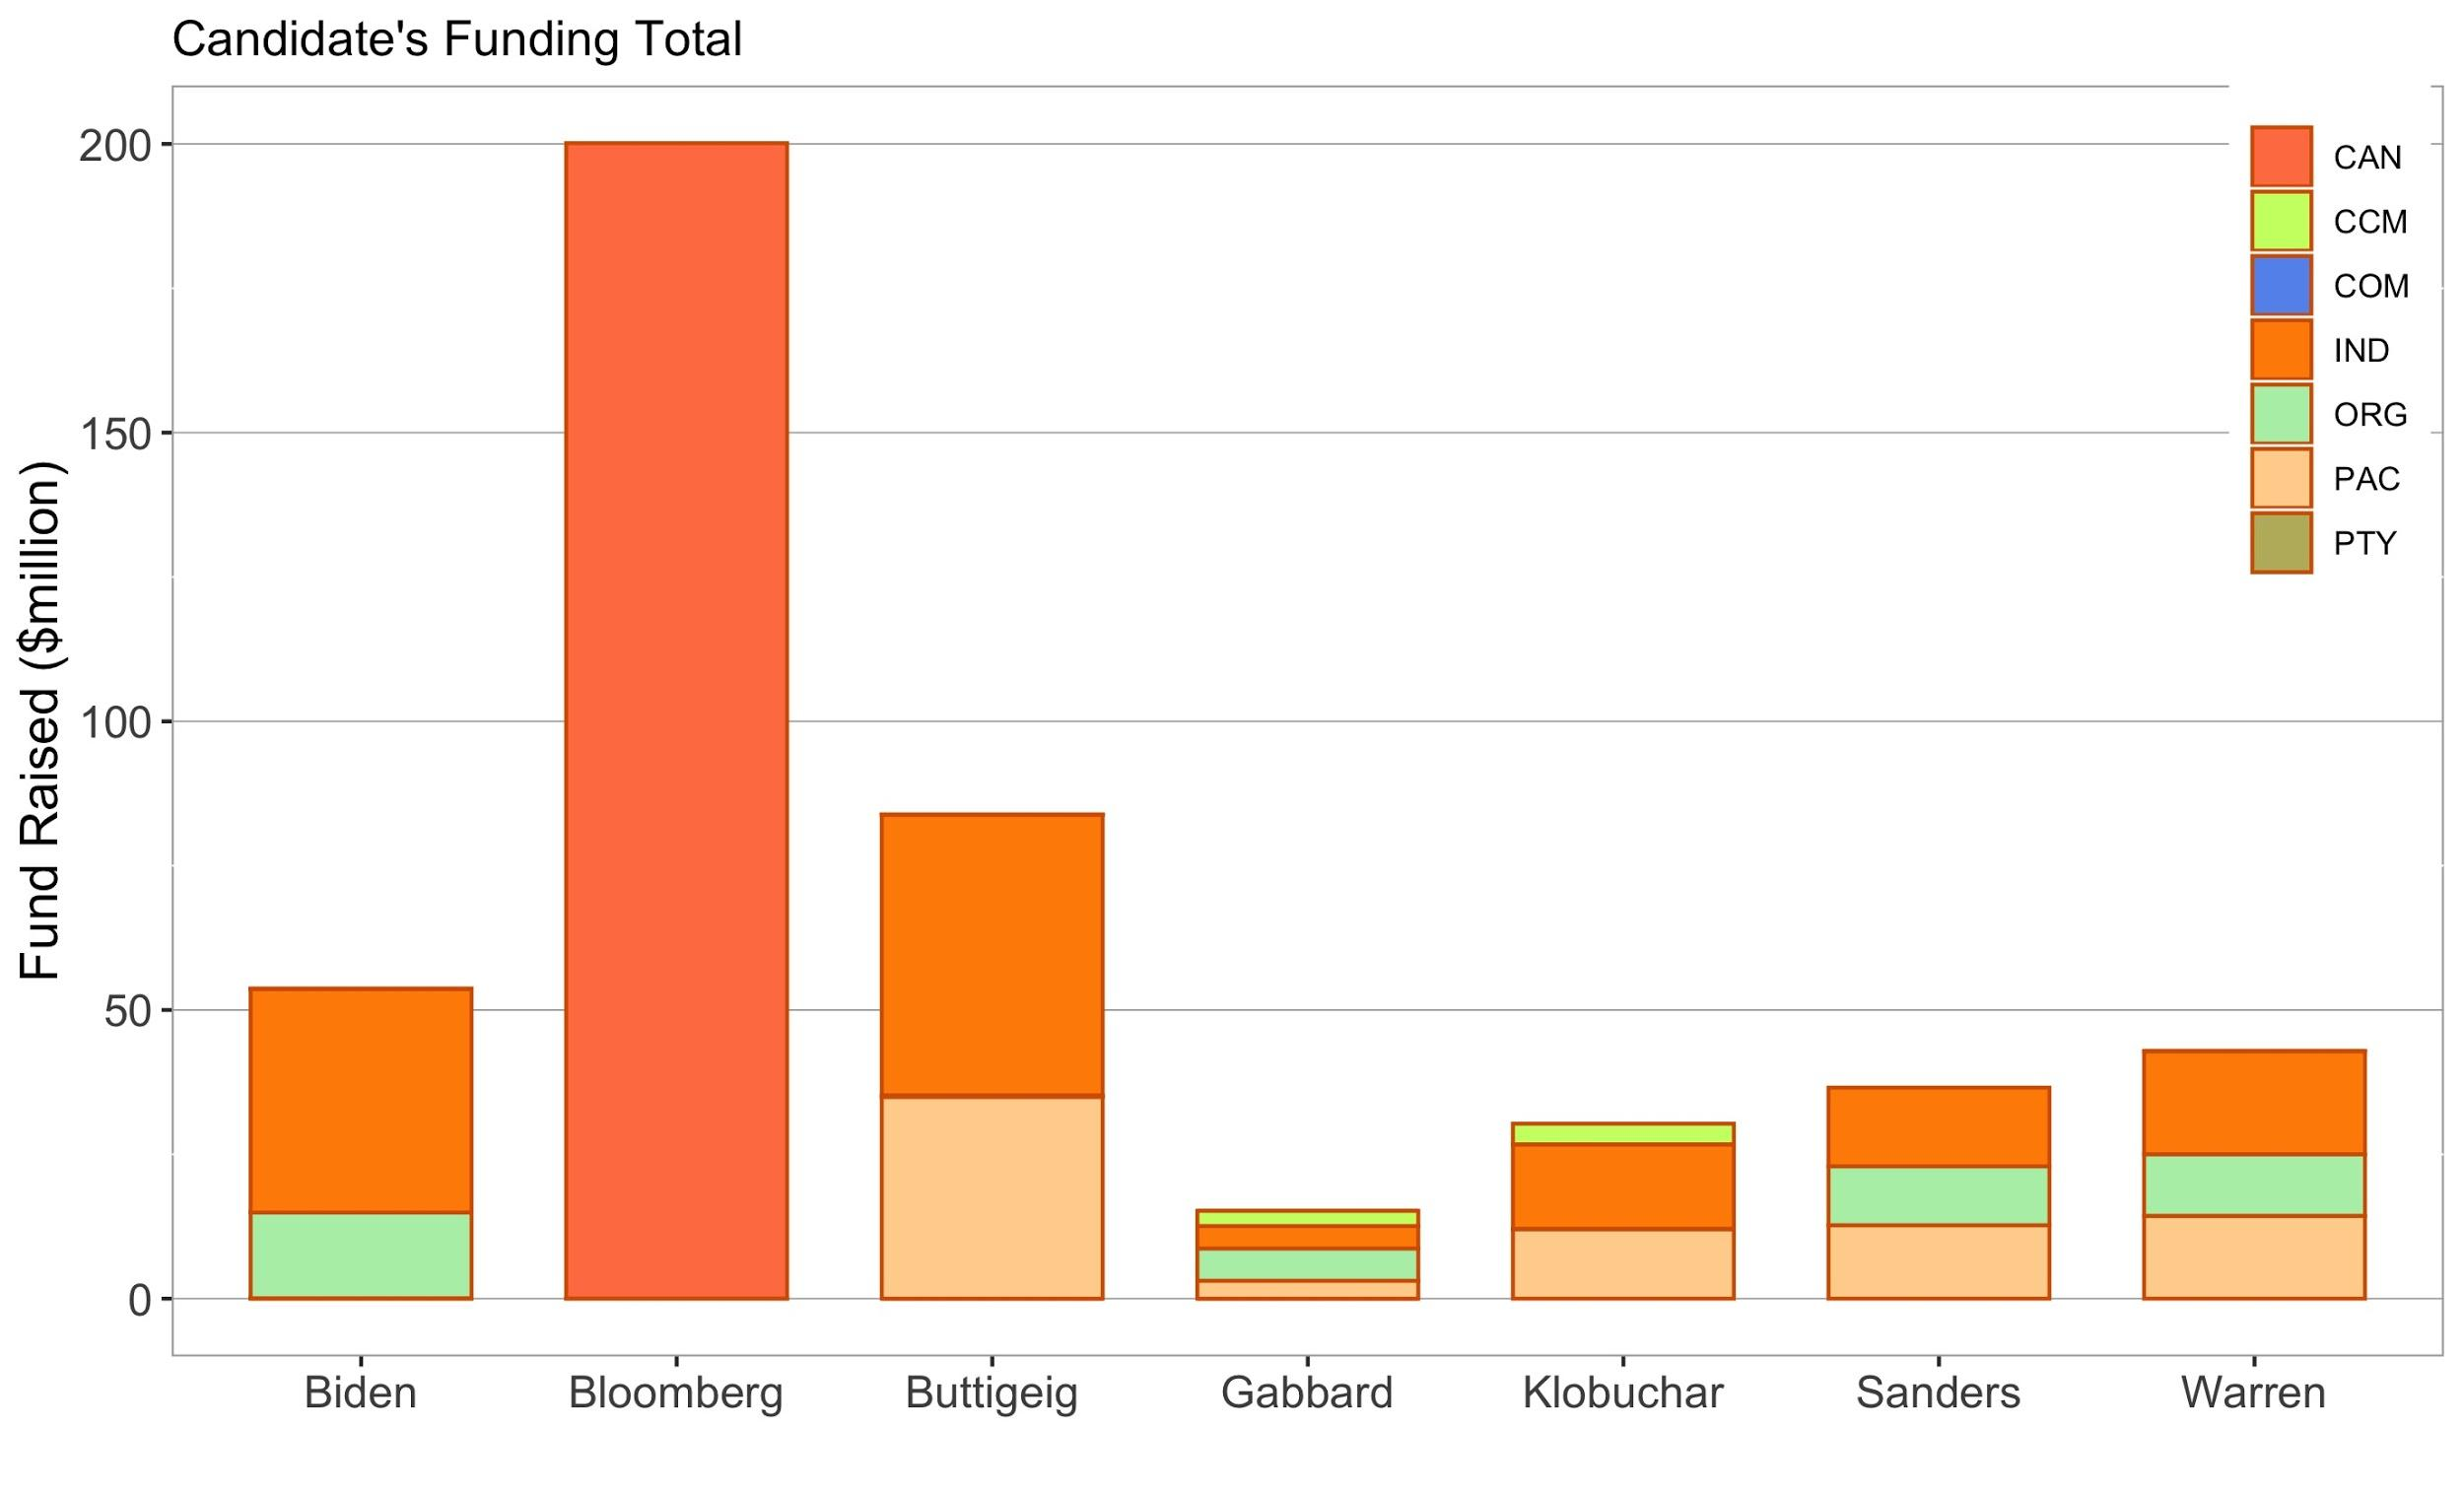 Candidate's Funding Total
Fund Raised ($million)
200
150
100
50
0
CAN
CCM
COM
IND
ORG
PAC
PTY
Biden Bloomberg Buttigeig Gabbard Klobuchar Sanders Warren